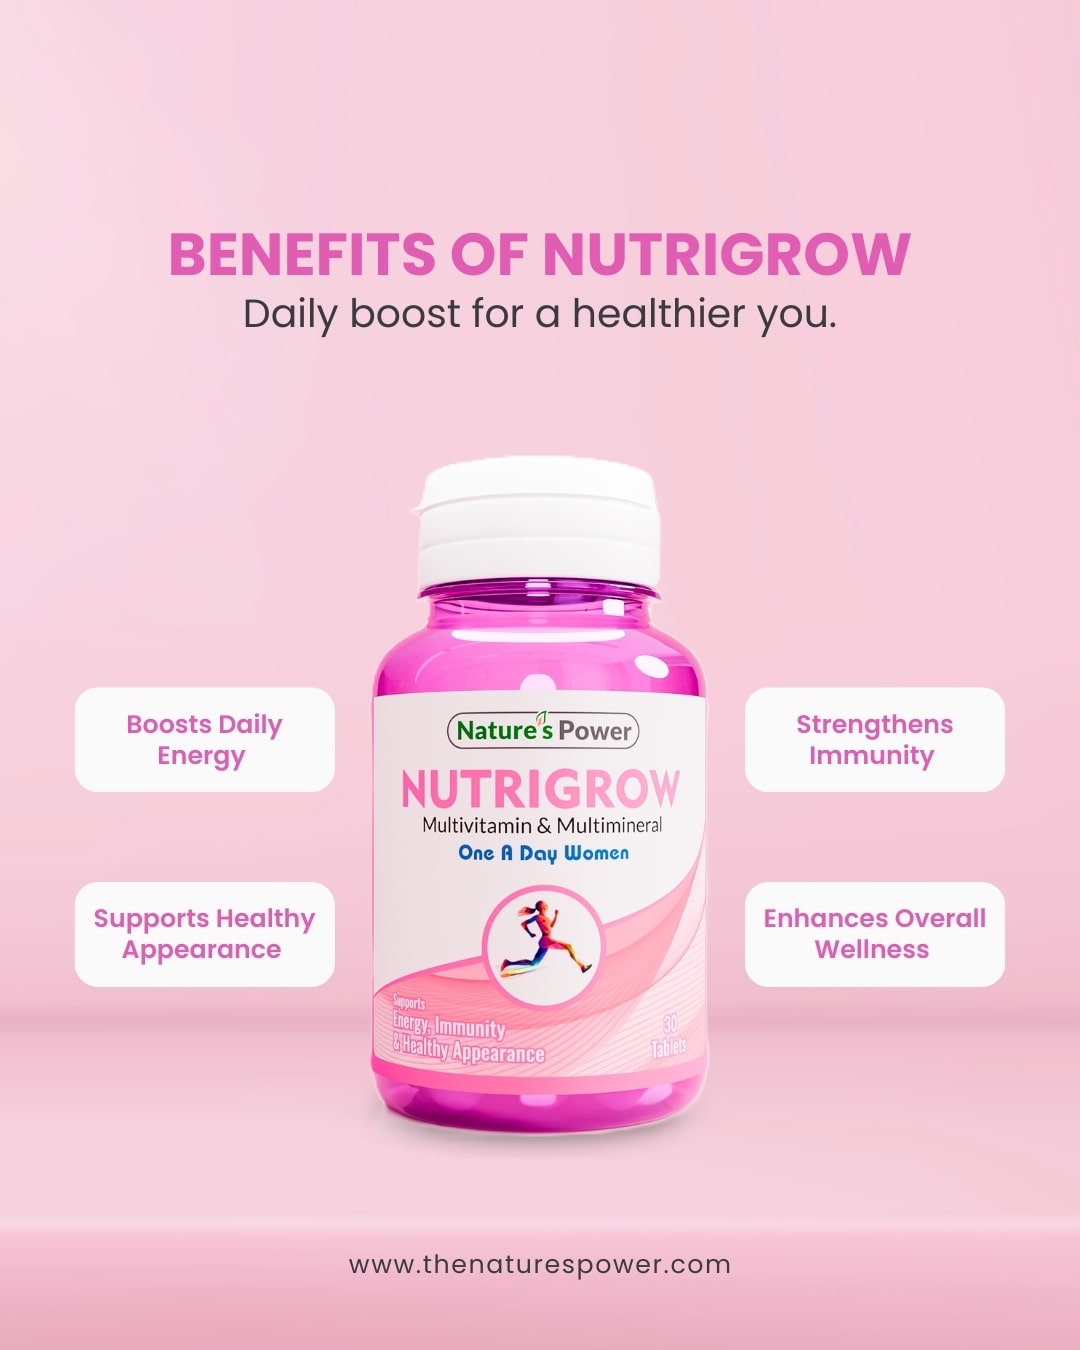 BENEFITS OF NUTRIGROW
Daily boost for a healthier you.
Boosts Daily
Energy
Strengthens
Immunity
Supports Healthy
Appearance
Enhances Overall
Wellness
Nature's Power
NUTRIGROW
Multivitamin & Multimineral
One A Day Women
Supports
Energy, Immunity
& Healthy Appearance
30
Tablets
www.thenaturespower.com